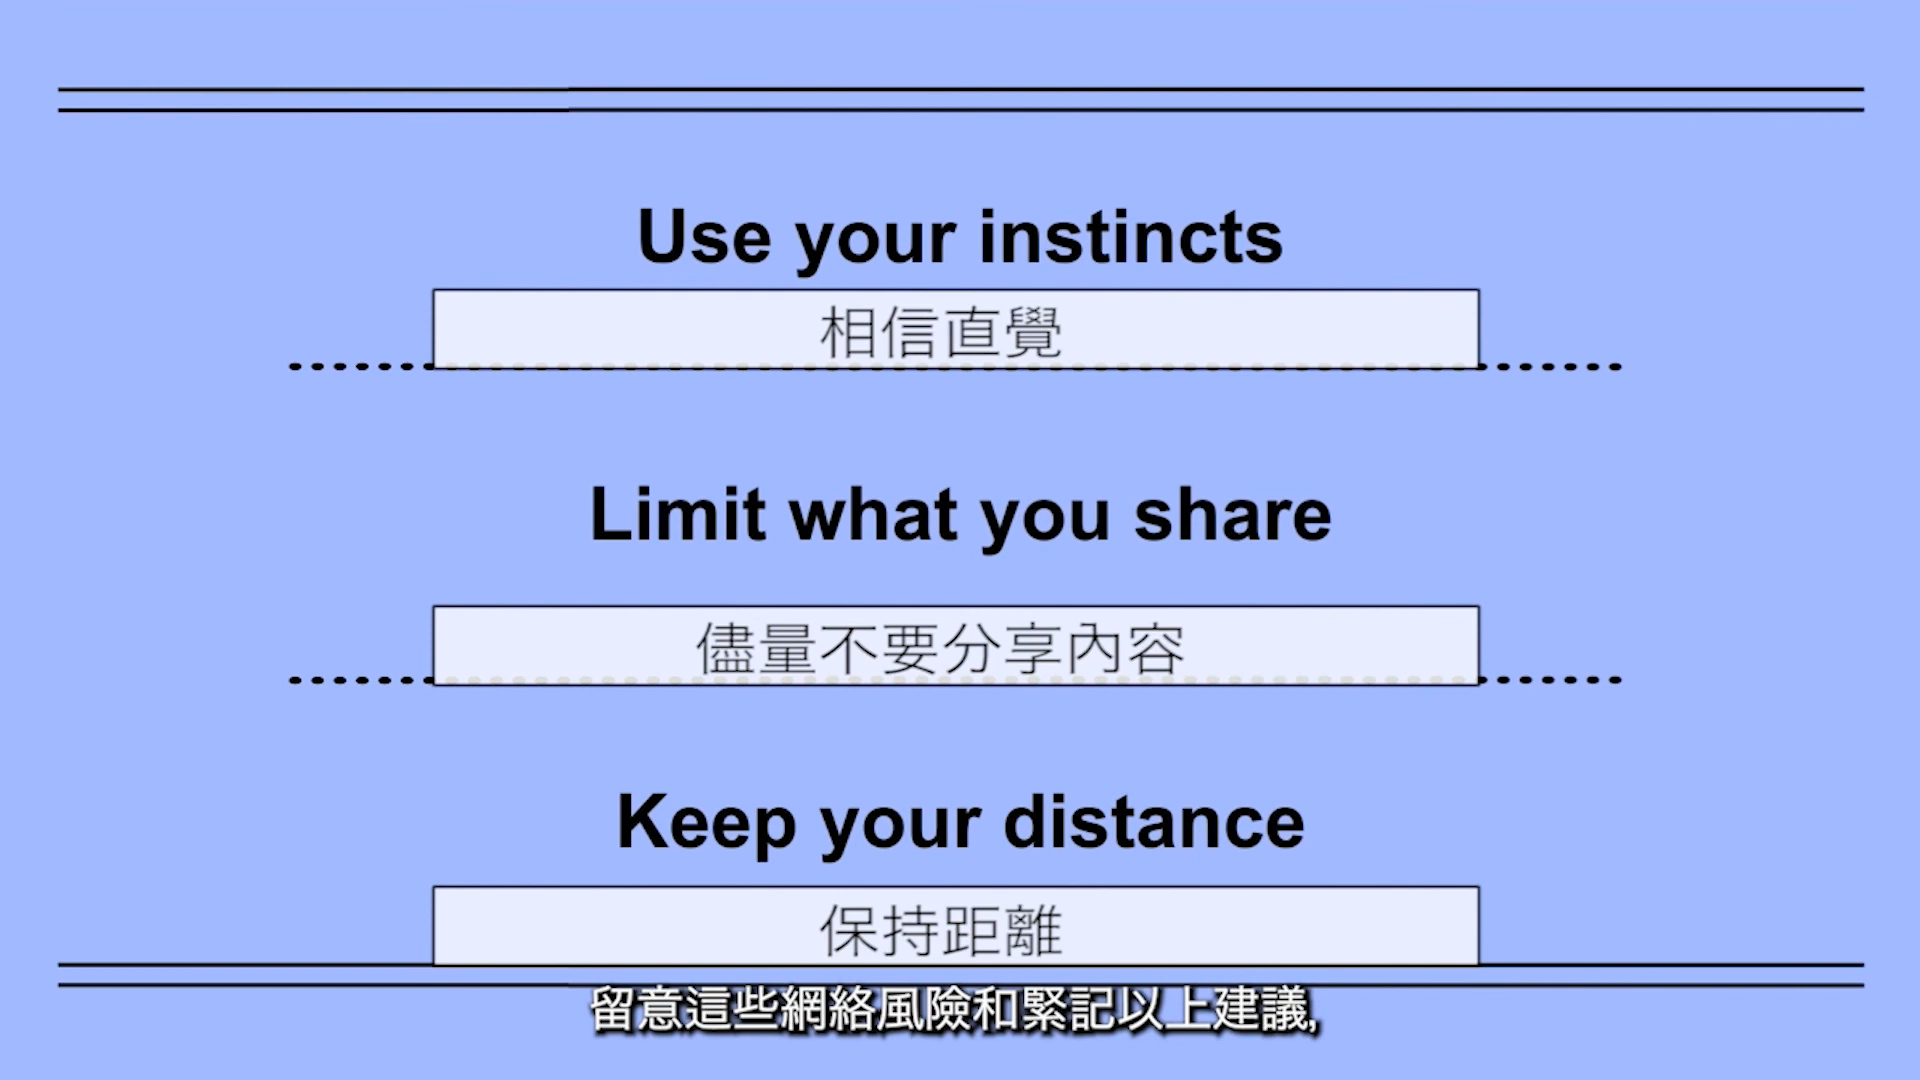 Use your instincts
相信直覺
Limit what you share
儘量不要分享內容
Keep your distance
保持距離
留意這些網絡風險和緊記以上建議,